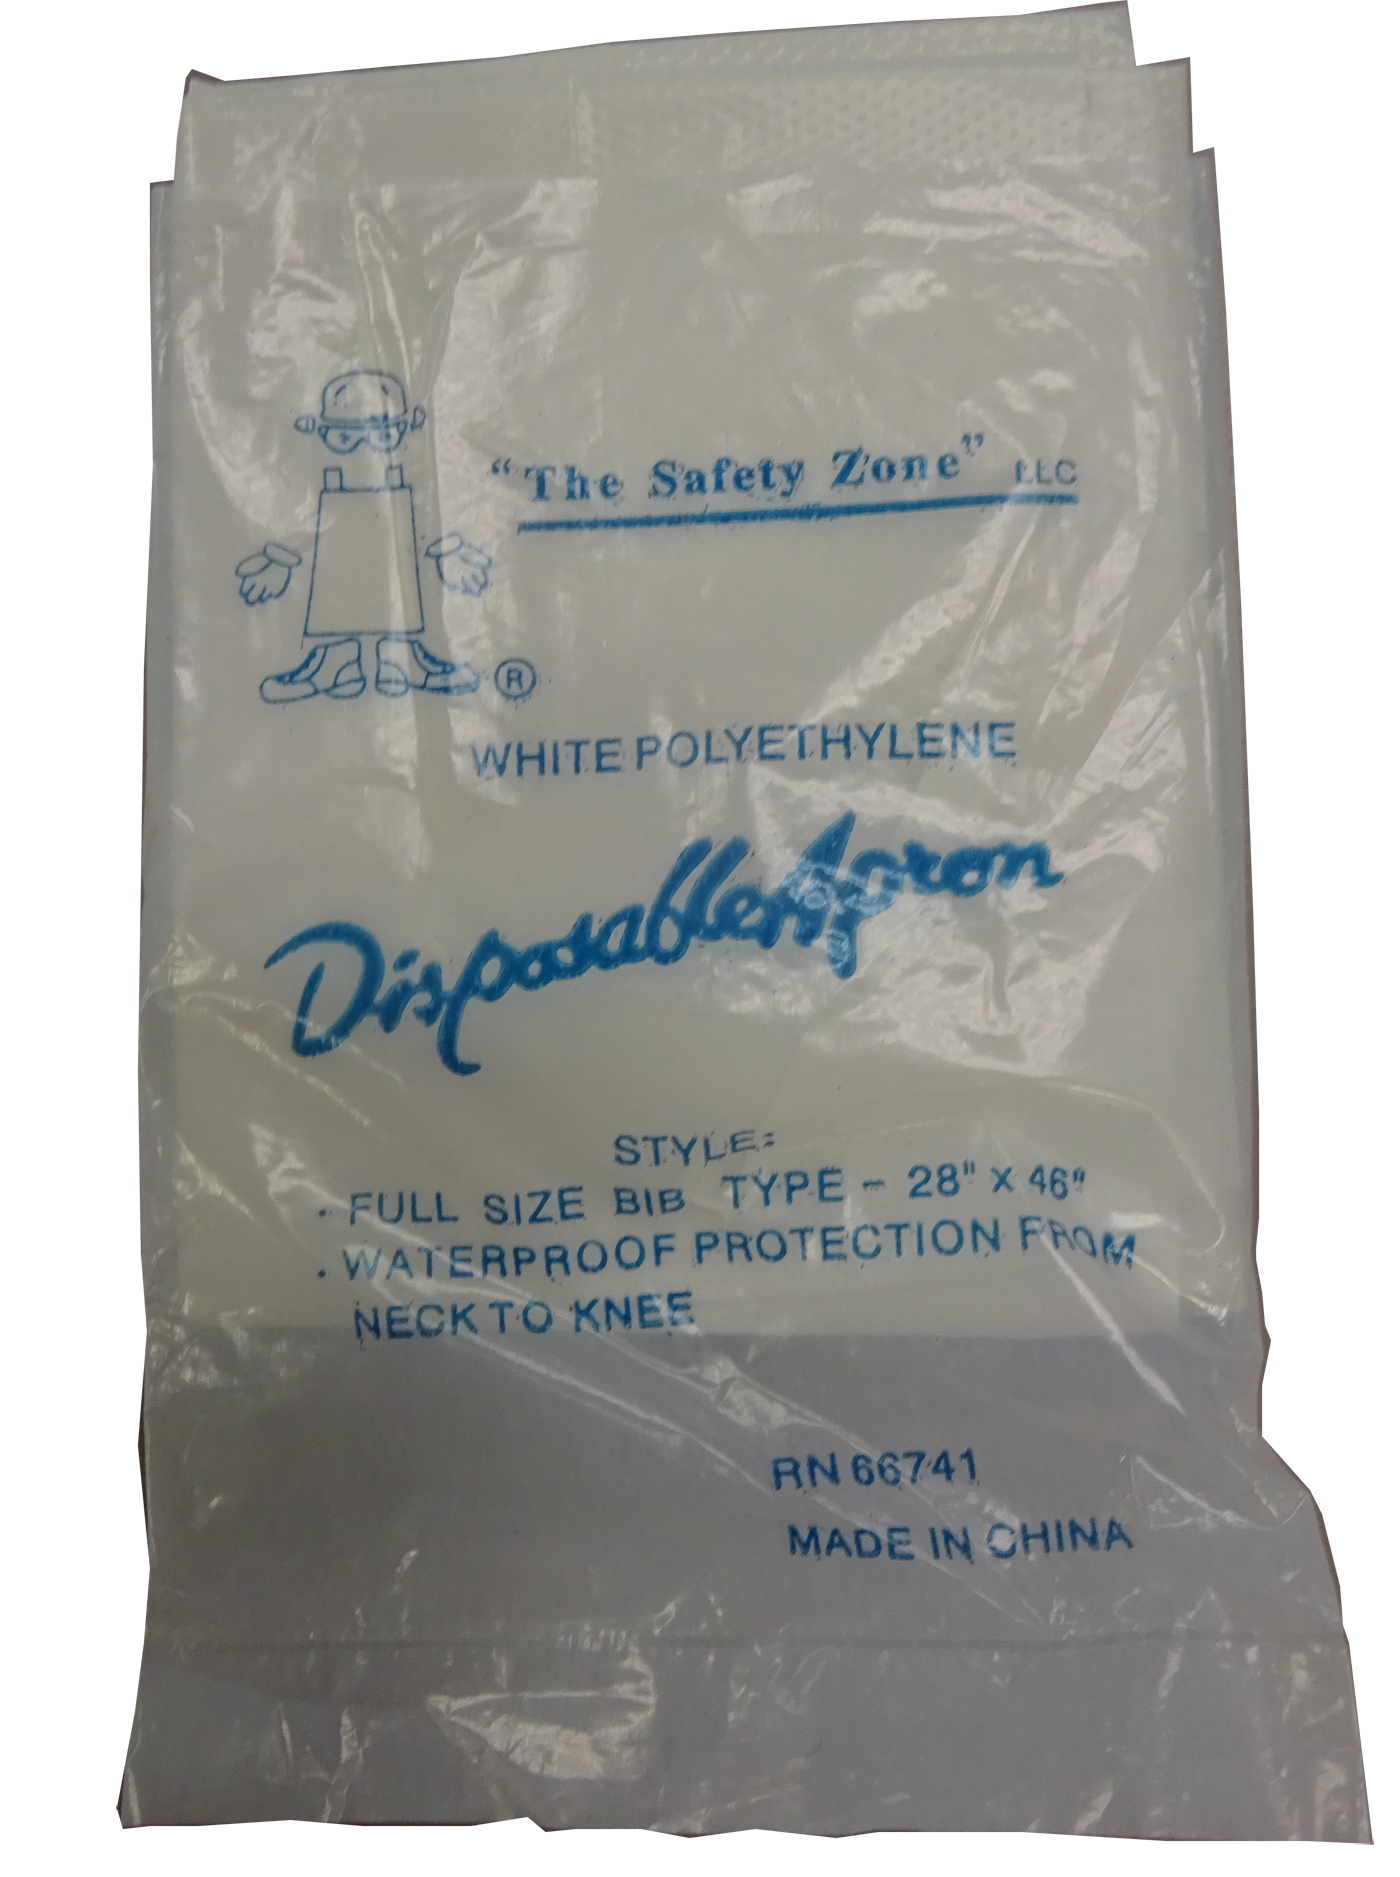 "The Safety Zone" LLC
®
WHITE POLYETHYLENE
Disposable Apron
STYLE:
· FULL SIZE BIB TYPE - 28" X 46"
· WATERPROOF PROTECTION FROM
NECK TO KNEE
RN 66741
MADE IN CHINA